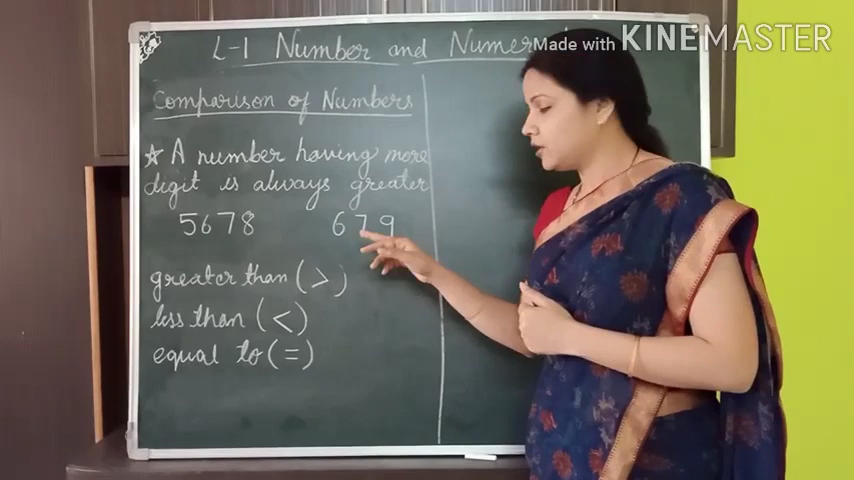 L-1 Number and
Made with KINEMASTER
Comparison of Numbers
★ A number having more
digit is always greater
5678 679
greater than (>)
less than (<)
equal to (=)